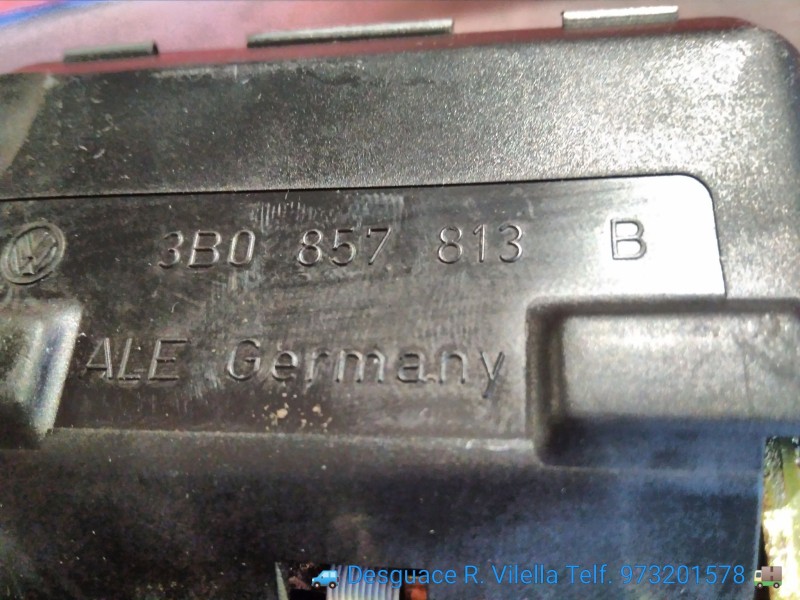 3B0 857 813 B
ALE Germany
🚙 Desguace R. Vilella Telf. 973201578 🚚